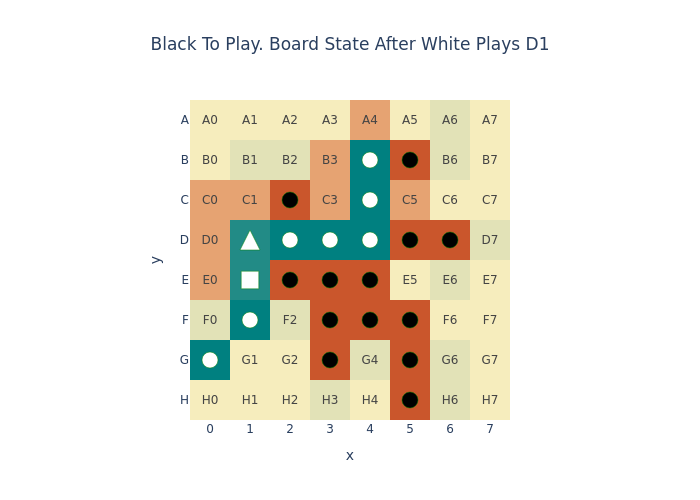 Black To Play. Board State After White Plays D1
A A0 A1 A2 A3 A4 A5 A6 A7
B B0 B1 B2 B3 B6 B7
C C0 C1 C3 C5 C6 C7
D D0 D7
y
E E0 E5 E6 E7
F F0 F2 F6 F7
G G1 G2 G4 G6 G7
H H0 H1 H2 H3 H4 H6 H7
0 1 2 3 4 5 6 7
x